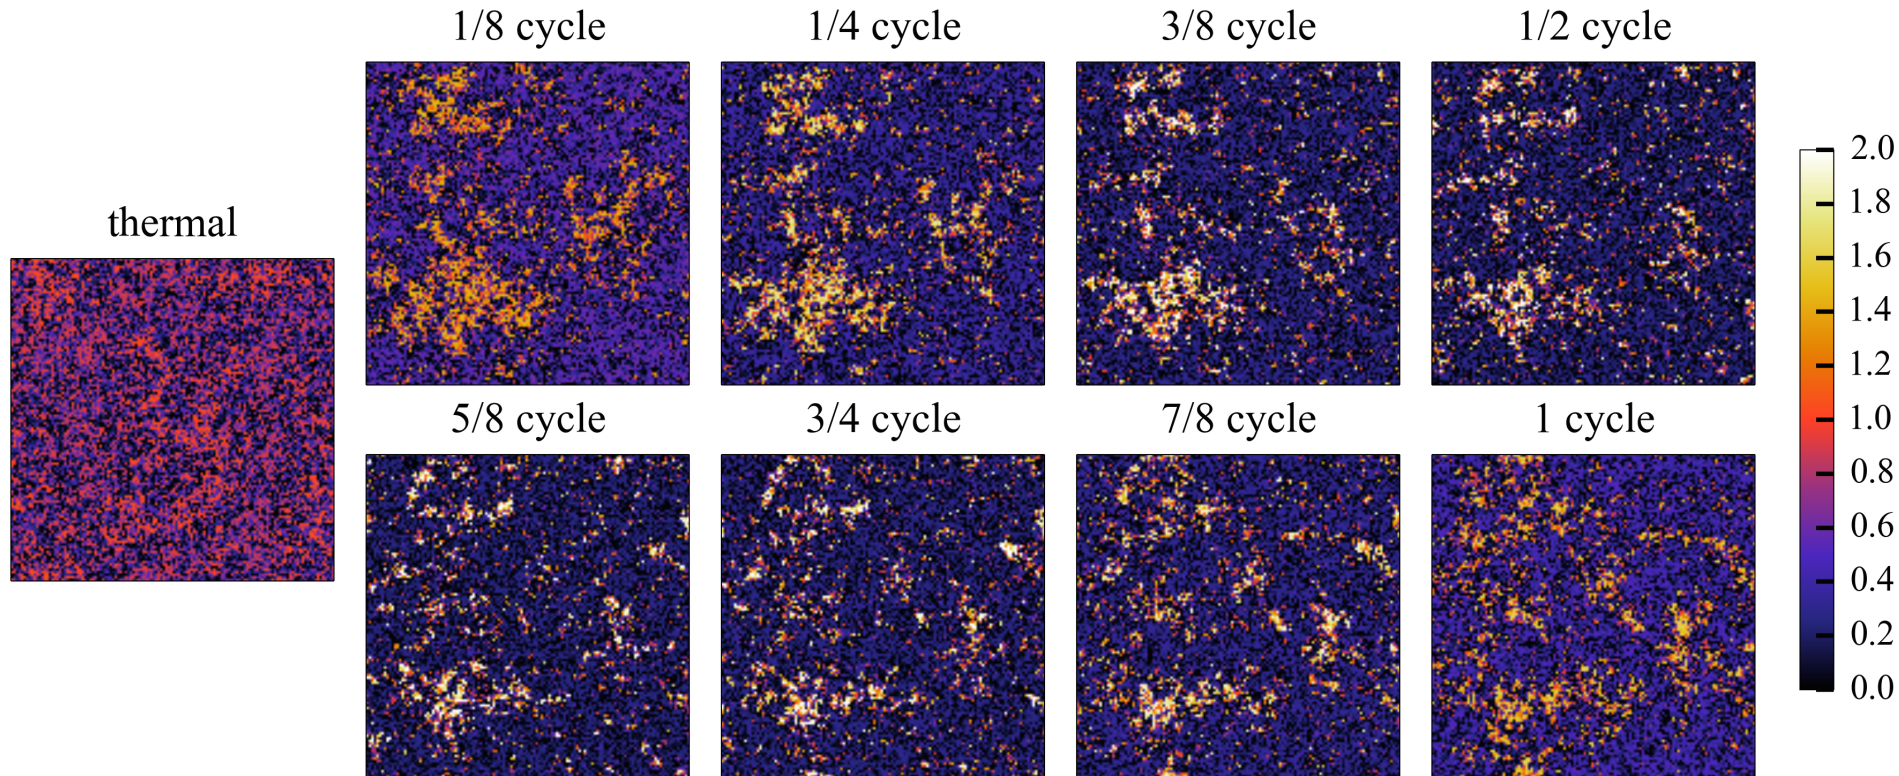 1/8 cycle
1/4 cycle
3/8 cycle
1/2 cycle
thermal
5/8 cycle
3/4 cycle
7/8 cycle
1 cycle
2.0
1.8
1.6
1.4
1.2
1.0
0.8
0.6
0.4
0.2
0.0